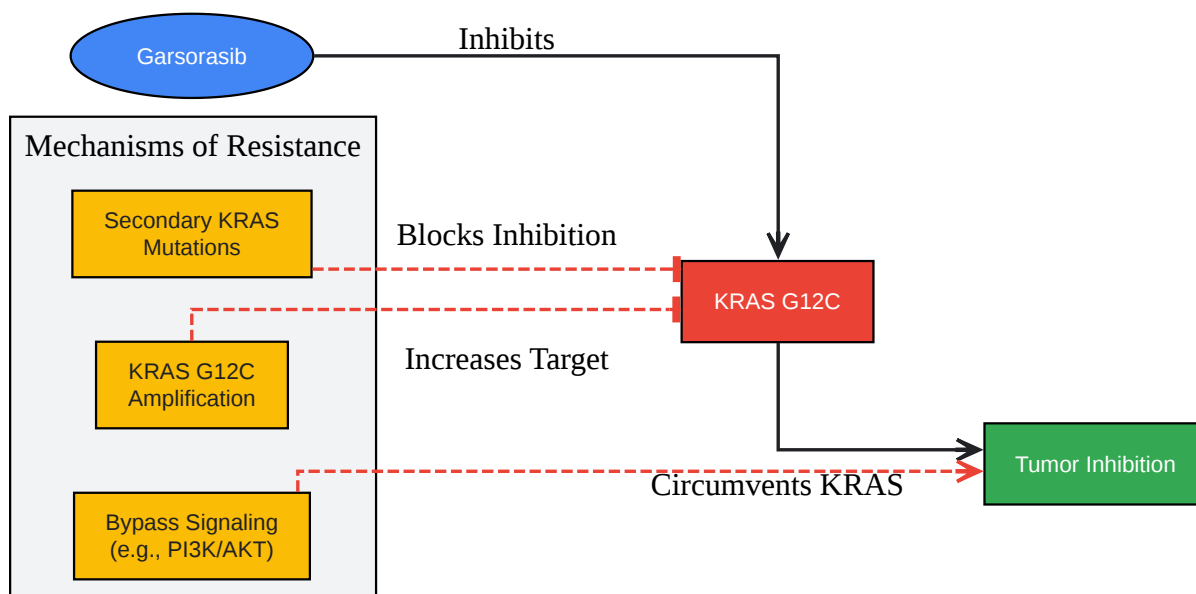 Garsorasib
Inhibits
Mechanisms of Resistance
Secondary KRAS
Mutations
Blocks Inhibition
KRAS G12C
Increases Target
KRAS G12C
Amplification
Tumor Inhibition
Circumvents KRAS
Bypass Signaling
(e.g., PI3K/AKT)